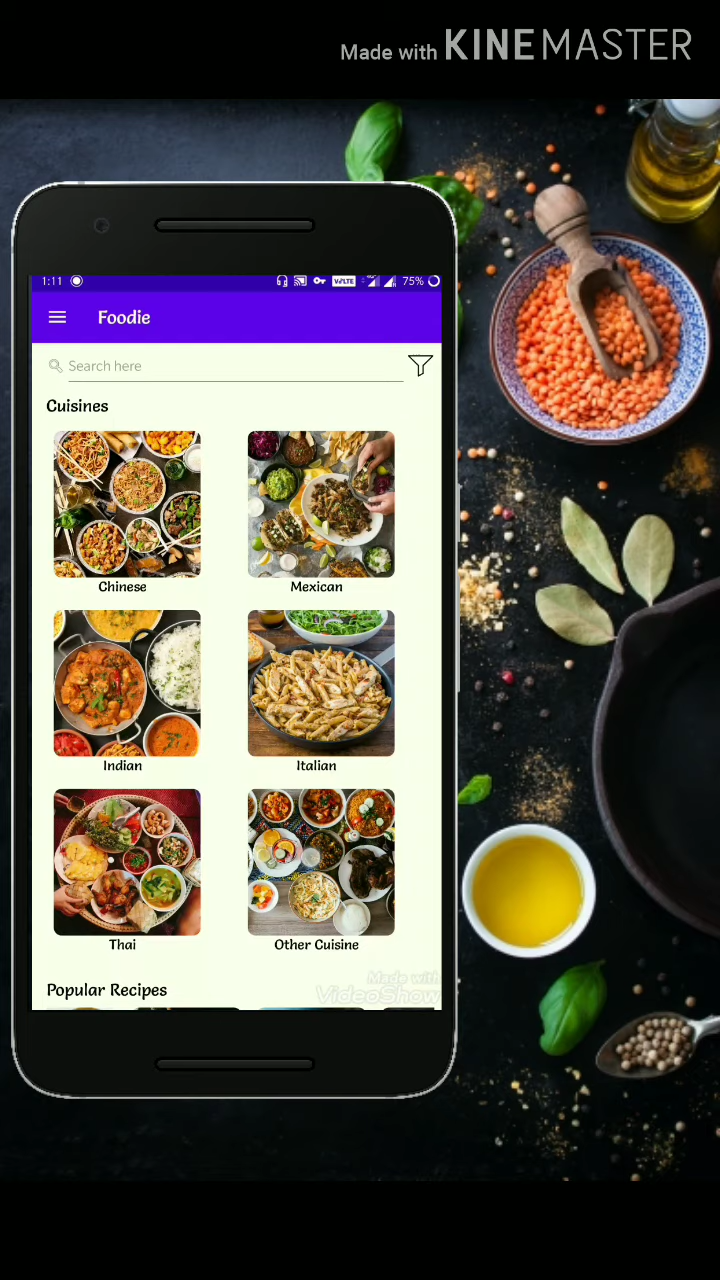 Made with KINEMASTER
1:11 VoLTE 75%
Foodie
Search here
Cuisines
Chinese Mexican
Indian Italian
Thai Other Cuisine
Popular Recipes
Made with
VideoShow